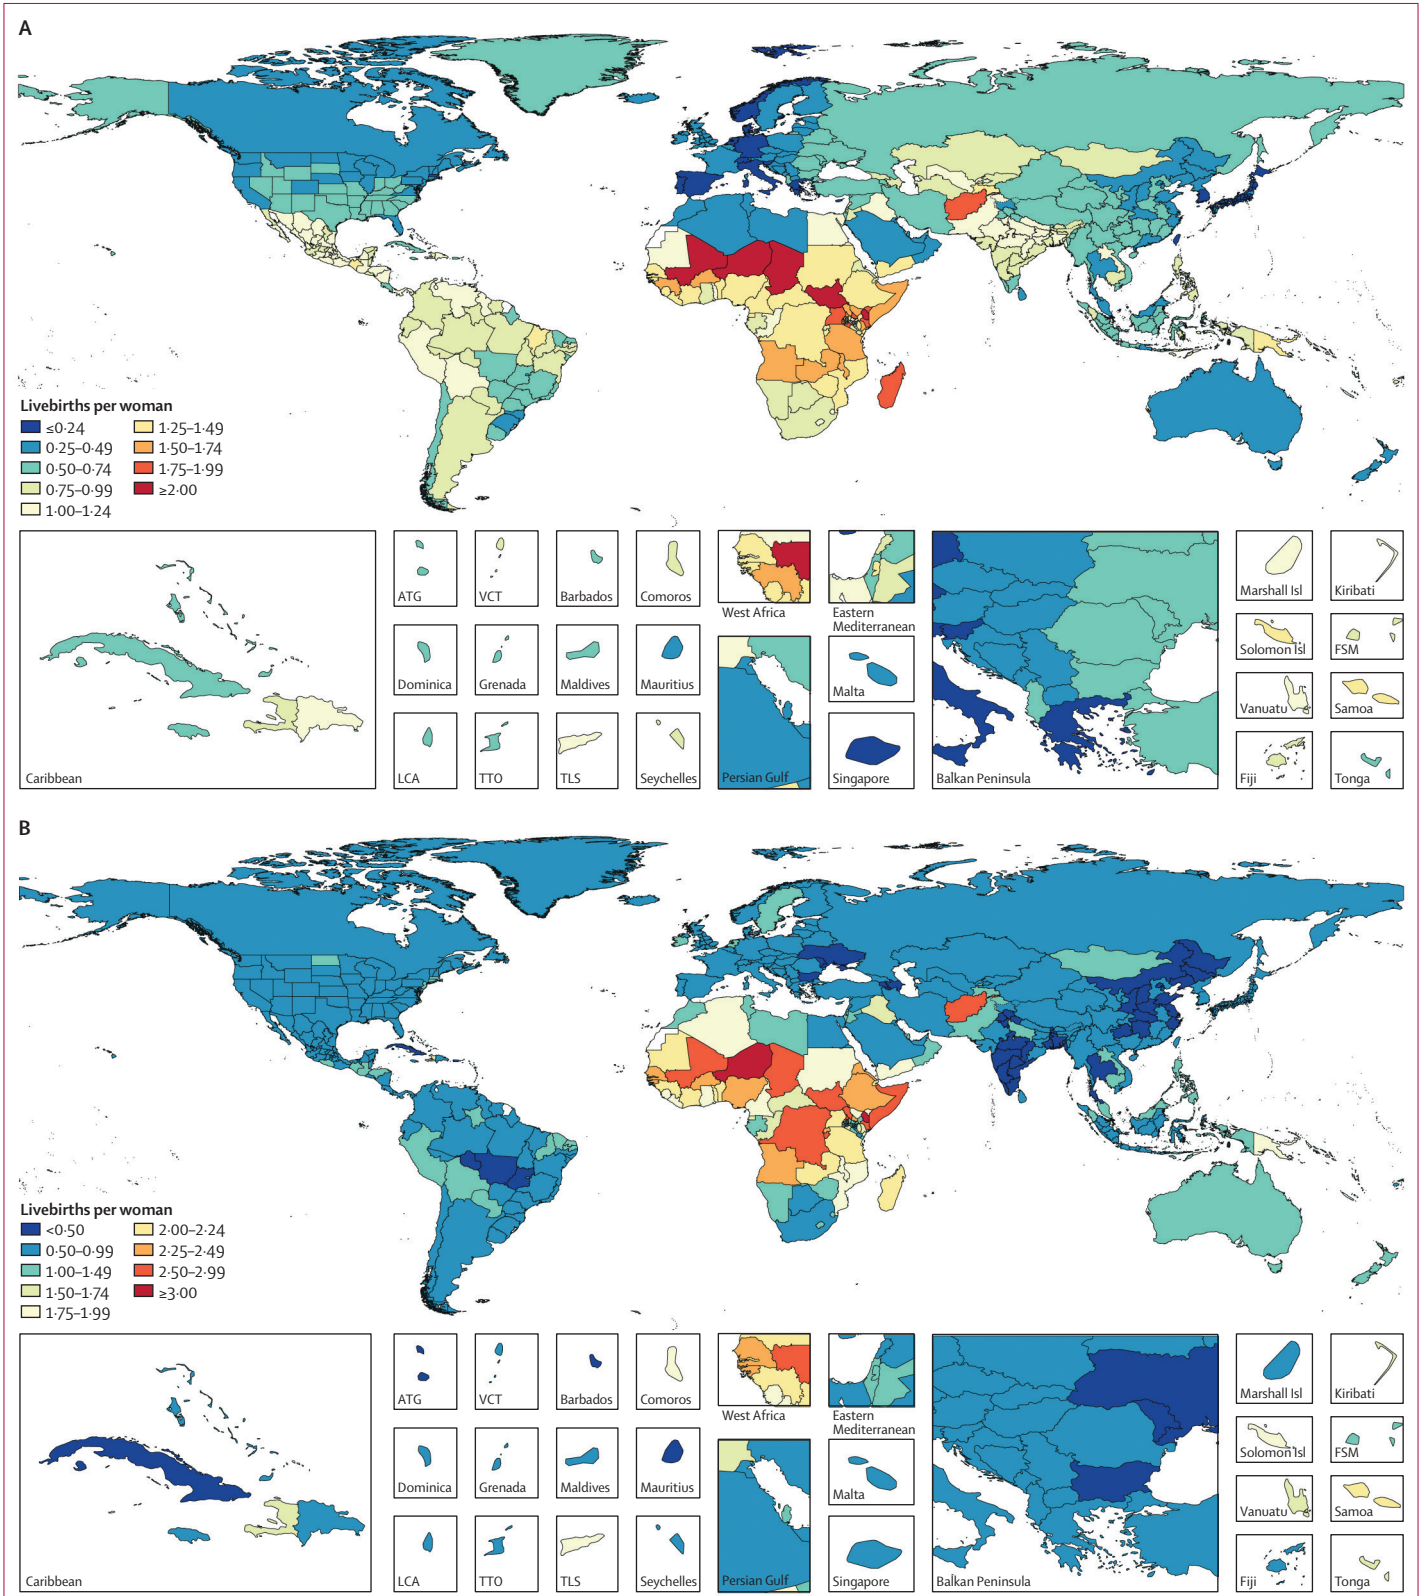 A
Livebirths per woman
≤0·24
0·25–0·49
0·50–0·74
0·75–0·99
1·00–1·24
1·25–1·49
1·50–1·74
1·75–1·99
≥2·00
Caribbean
ATG
VCT
Barbados
Comoros
Dominica
Grenada
Maldives
Mauritius
LCA
TTO
TLS
Seychelles
West Africa
Eastern
Mediterranean
Persian Gulf
Malta
Singapore
Balkan Peninsula
Marshall Isl
Kiribati
Solomon Isl
FSM
Vanuatu
Samoa
Fiji
Tonga
B
Livebirths per woman
<0·50
0·50–0·99
1·00–1·49
1·50–1·74
1·75–1·99
2·00–2·24
2·25–2·49
2·50–2·99
≥3·00
Caribbean
ATG
VCT
Barbados
Comoros
Dominica
Grenada
Maldives
Mauritius
LCA
TTO
TLS
Seychelles
West Africa
Eastern
Mediterranean
Persian Gulf
Malta
Singapore
Balkan Peninsula
Marshall Isl
Kiribati
Solomon Isl
FSM
Vanuatu
Samoa
Fiji
Tonga